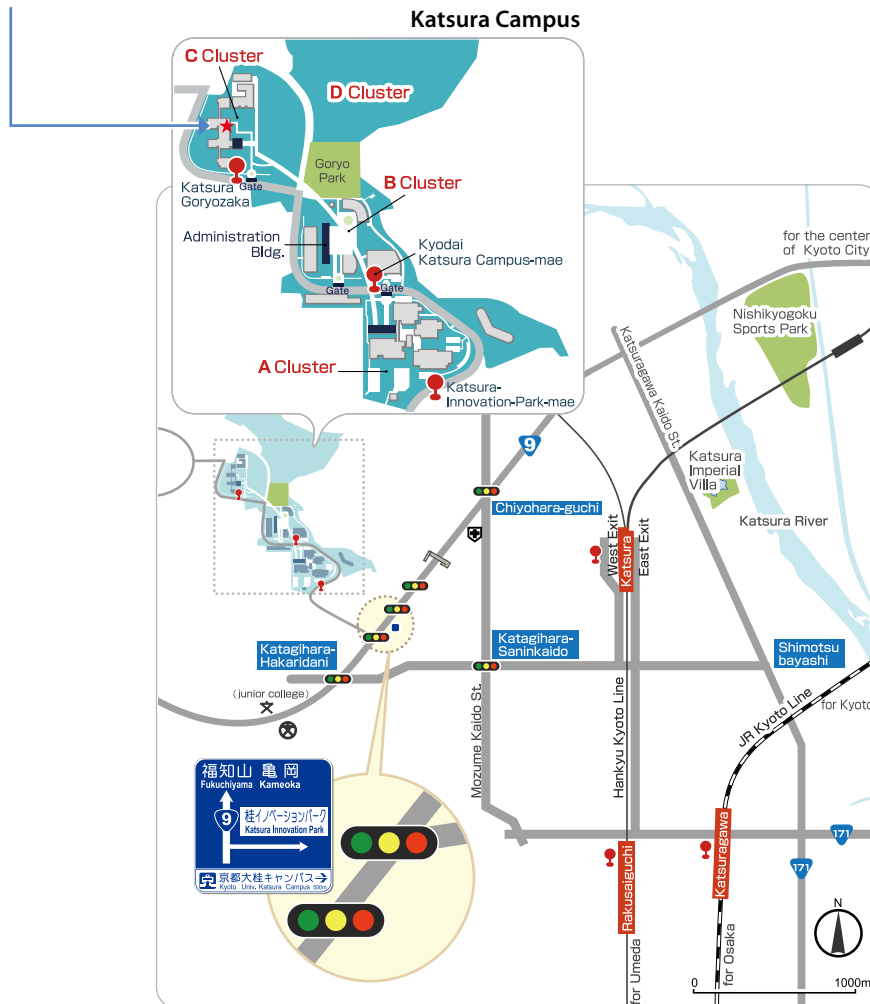 Katsura Campus
C Cluster
D Cluster
Goryo
Park
B Cluster
Katsura
Goryozaka
Gate
Administration
Bldg.
Kyodai
Katsura Campus-mae
Gate
Gate
A Cluster
Katsura-
Innovation-Park-mae
for the center
of Kyoto City
Nishikyogoku
Sports Park
Katsuragawa Kaido St.
9
Katsura
Imperial
Villa
Chiyohara-guchi
Katsura River
West Exit
Katsura
East Exit
Katagihara-
Hakaridani
Katagihara-
Saninkaido
Shimotsu
bayashi
(junior college)
Mozume Kaido St.
Hankyu Kyoto Line
JR Kyoto Line
for Kyoto
福知山 亀岡
Fukuchiyama Kameoka
9
桂イノベーションパーク
Katsura Innovation Park
京都大桂キャンパス→
Kyoto Univ. Katsura Campus 500m
171
171
Rakusaiguchi
Katsuragawa
for Umeda
for Osaka
N
0 1000m